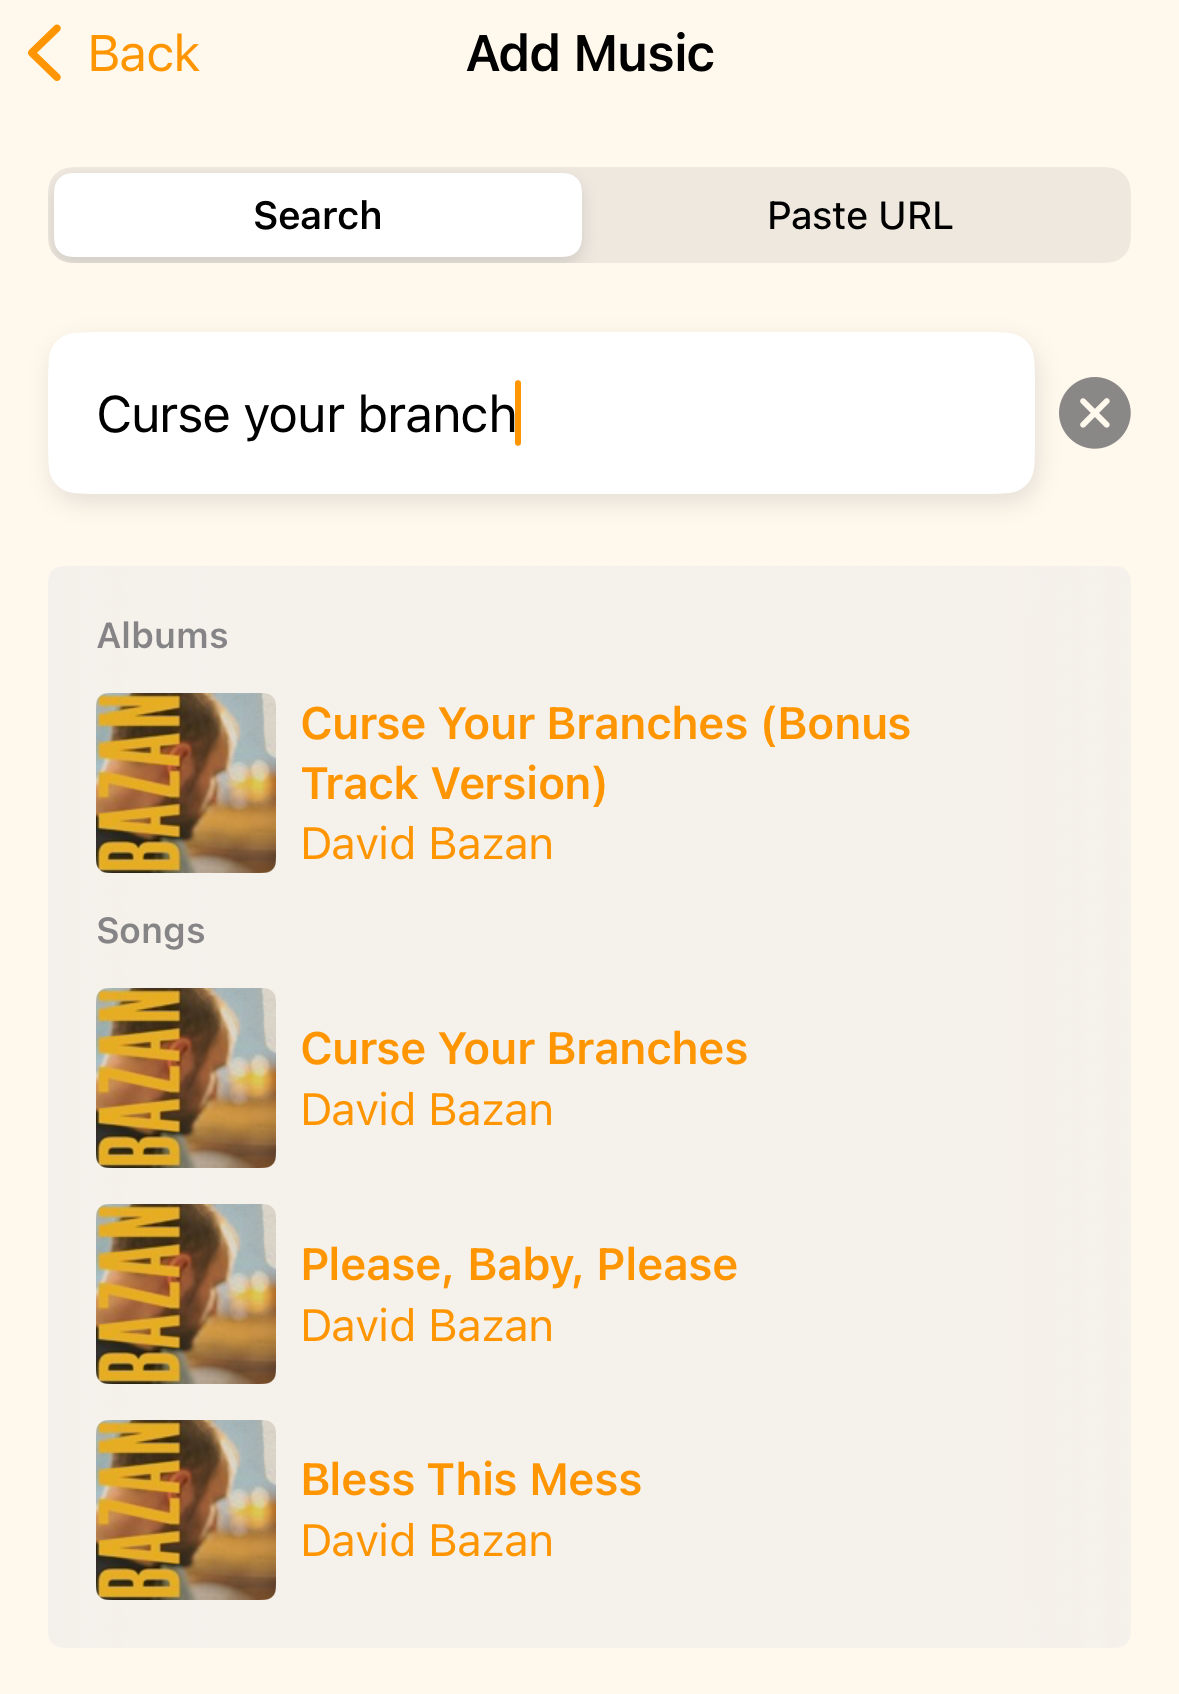 Back
Add Music
Search
Paste URL
Curse your branch
Albums
BAZAN
Curse Your Branches (Bonus
Track Version)
David Bazan
Songs
BAZAN
Curse Your Branches
David Bazan
BAZAN
Please, Baby, Please
David Bazan
BAZAN
Bless This Mess
David Bazan